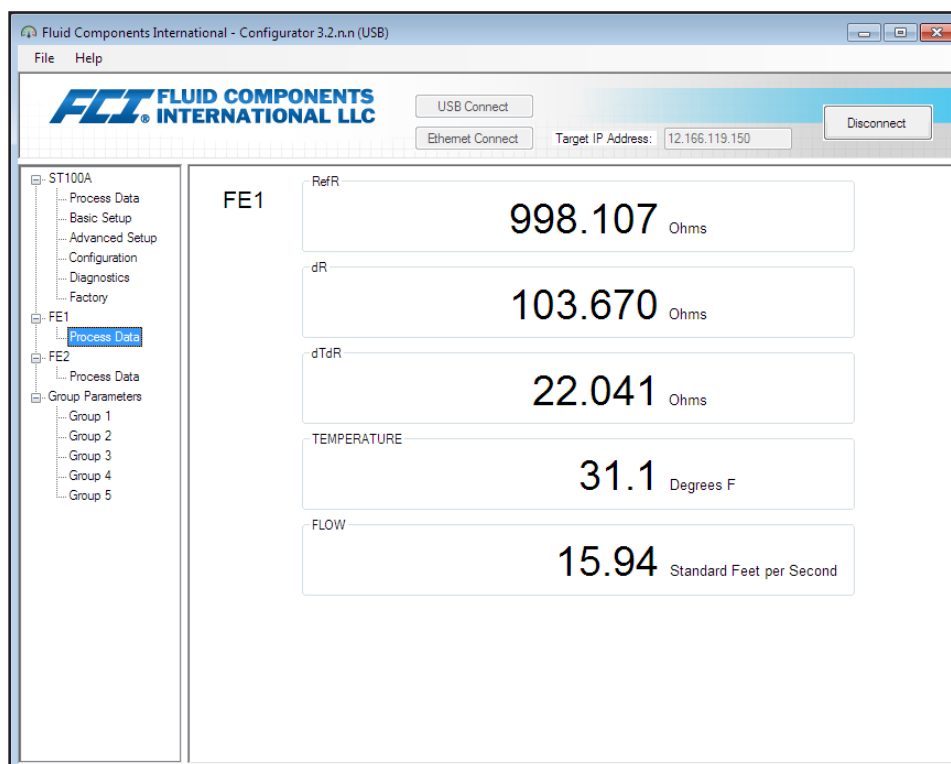 Fluid Components International - Configurator 3.2.n.n (USB)
File Help
FCI® FLUID COMPONENTS
INTERNATIONAL LLC
USB Connect
Ethernet Connect
Target IP Address: 12.166.119.150
Disconnect
ST100A
Process Data
Basic Setup
Advanced Setup
Configuration
Diagnostics
Factory
FE1
Process Data
FE2
Process Data
Group Parameters
Group 1
Group 2
Group 3
Group 4
Group 5
FE1
RefR
998.107 Ohms
dR
103.670 Ohms
dTdR
22.041 Ohms
TEMPERATURE
31.1 Degrees F
FLOW
15.94 Standard Feet per Second